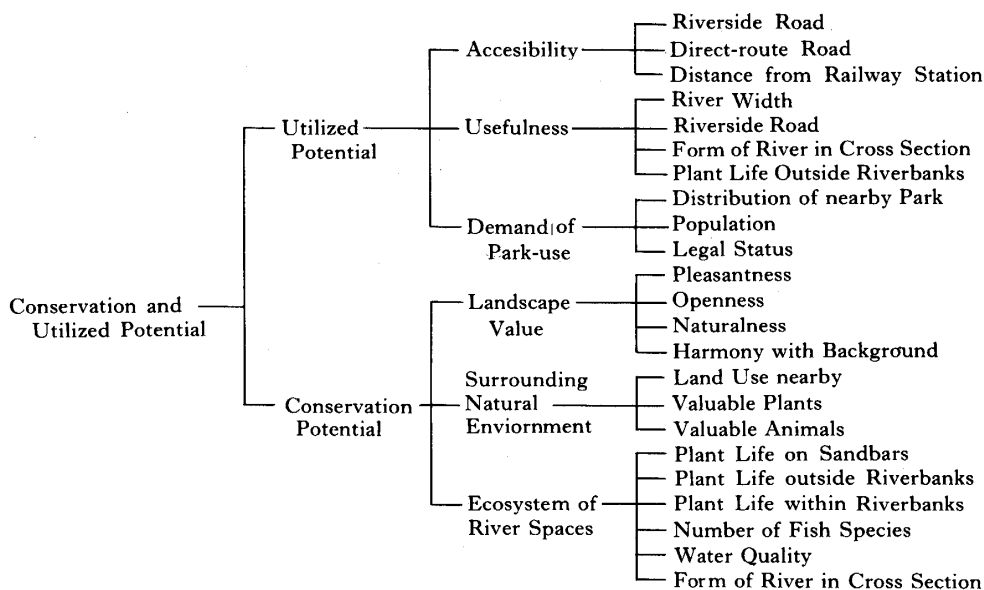 Conservation and
Utilized Potential
Utilized
Potential
Accesibility
Riverside Road
Direct-route Road
Distance from Railway Station
Usefulness
River Width
Riverside Road
Form of River in Cross Section
Plant Life Outside Riverbanks
Demand of
Park-use
Distribution of nearby Park
Population
Legal Status
Conservation
Potential
Landscape
Value
Pleasantness
Openness
Naturalness
Harmony with Background
Surrounding
Natural
Enviornment
Land Use nearby
Valuable Plants
Valuable Animals
Ecosystem of
River Spaces
Plant Life on Sandbars
Plant Life outside Riverbanks
Plant Life within Riverbanks
Number of Fish Species
Water Quality
Form of River in Cross Section